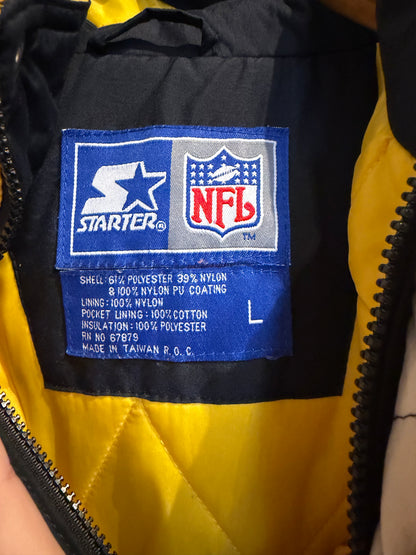 STARTER®
NFL
TM
SHELL: 61% POLYESTER 39% NYLON
& 100% NYLON PU COATING
LINING: 100% NYLON
POCKET LINING: 100% COTTON
INSULATION: 100% POLYESTER
RN NO 67879
MADE IN TAIWAN R.O.C.
L